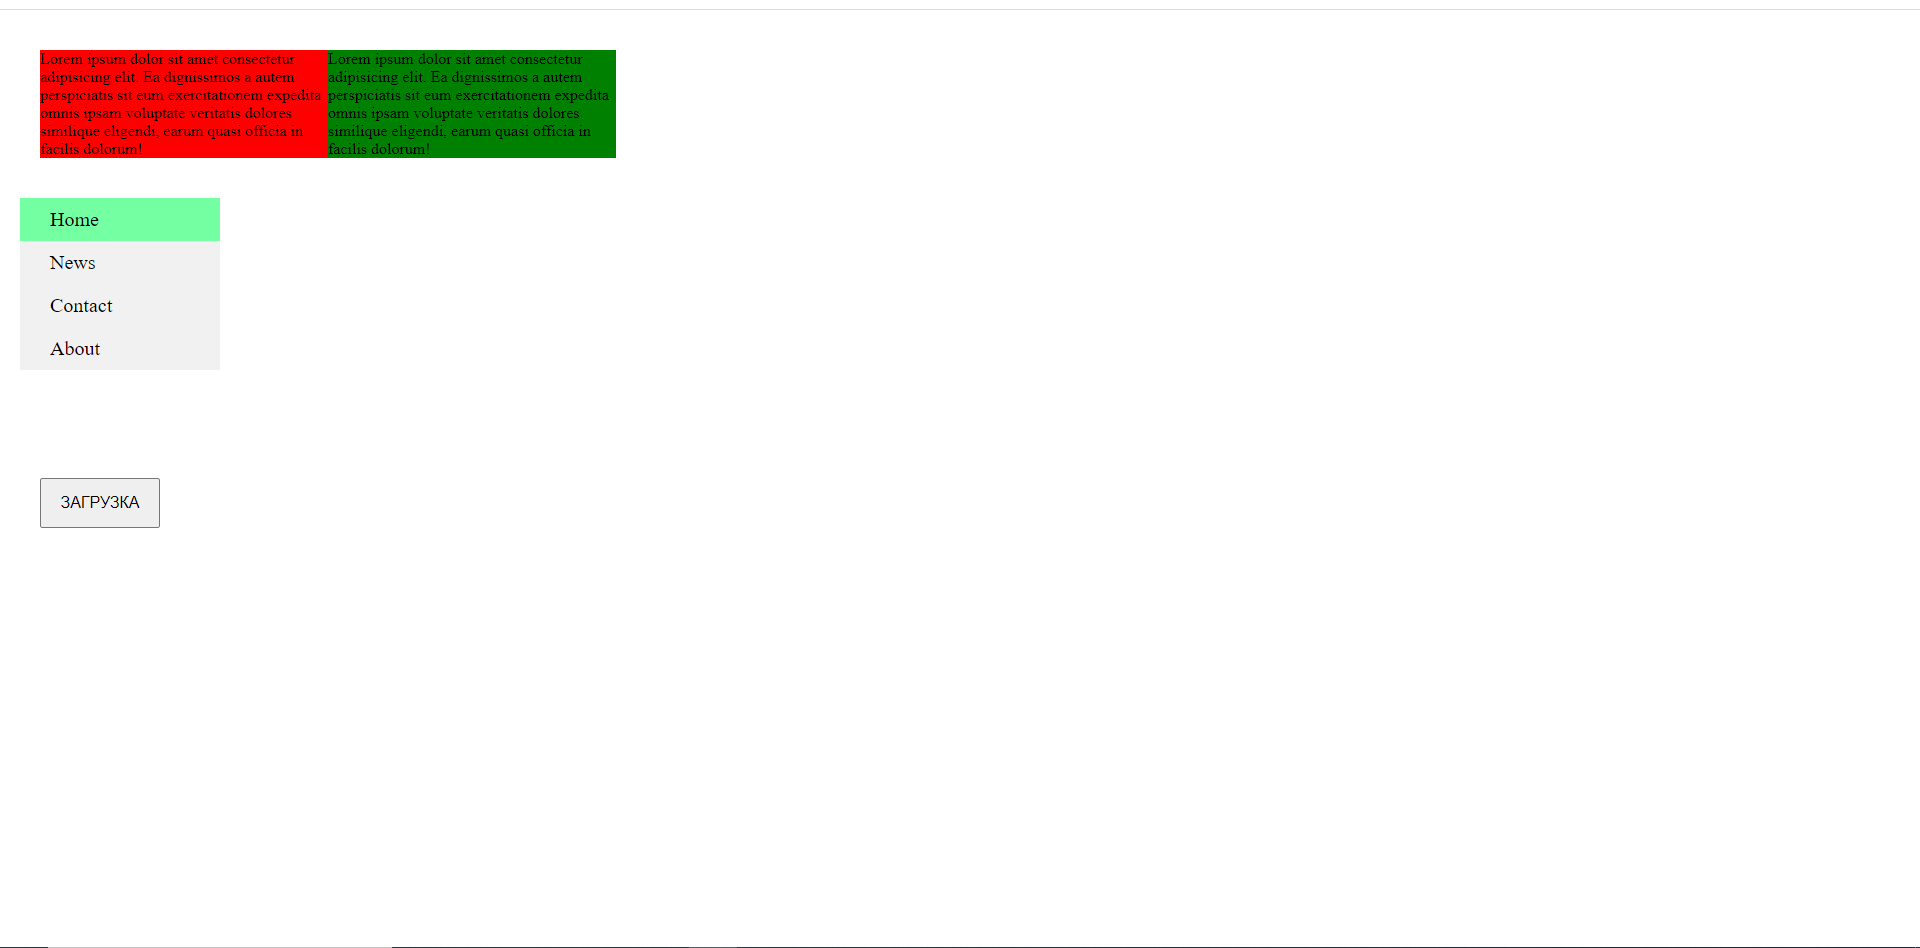 Lorem ipsum dolor sit amet consectetur
adipisicing elit. Ea dignissimos a autem
perspiciatis sit eum exercitationem expedita
omnis ipsam voluptate veritatis dolores
similique eligendi, earum quasi officia in
facilis dolorum!
Lorem ipsum dolor sit amet consectetur
adipisicing elit. Ea dignissimos a autem
perspiciatis sit eum exercitationem expedita
omnis ipsam voluptate veritatis dolores
similique eligendi, earum quasi officia in
facilis dolorum!
Home
News
Contact
About
ЗАГРУЗКА